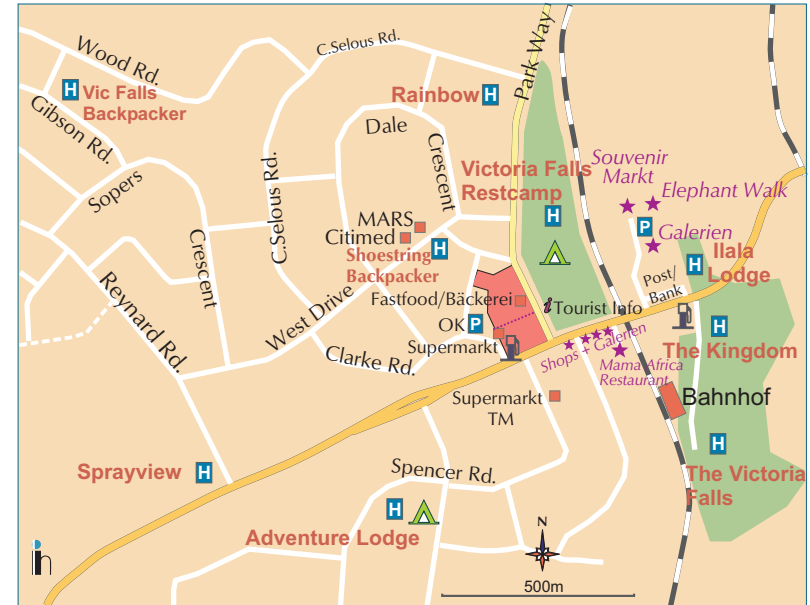 Wood Rd.
C.Selous Rd.
Park Way
H
Vic Falls
Backpacker
Rainbow
H
Gibson Rd.
Dale
Crescent
Victoria Falls
Restcamp
H
Souvenir
Markt
Elephant Walk
P
Galerien
Sopers
Crescent
C.Selous Rd.
MARS
Citimed
H
Shoestring
Backpacker
H
Ilala
Lodge
Post/
Bank
Reynard Rd.
West Drive
Fastfood/Bäckerei
i Tourist Info
OK
P
Supermarkt
Shops + Galerien
H
The Kingdom
Clarke Rd.
Mama Africa
Restaurant
Supermarkt
TM
Bahnhof
Sprayview
H
Spencer Rd.
H
The Victoria
Falls
H
Adventure Lodge
N
500m
ih